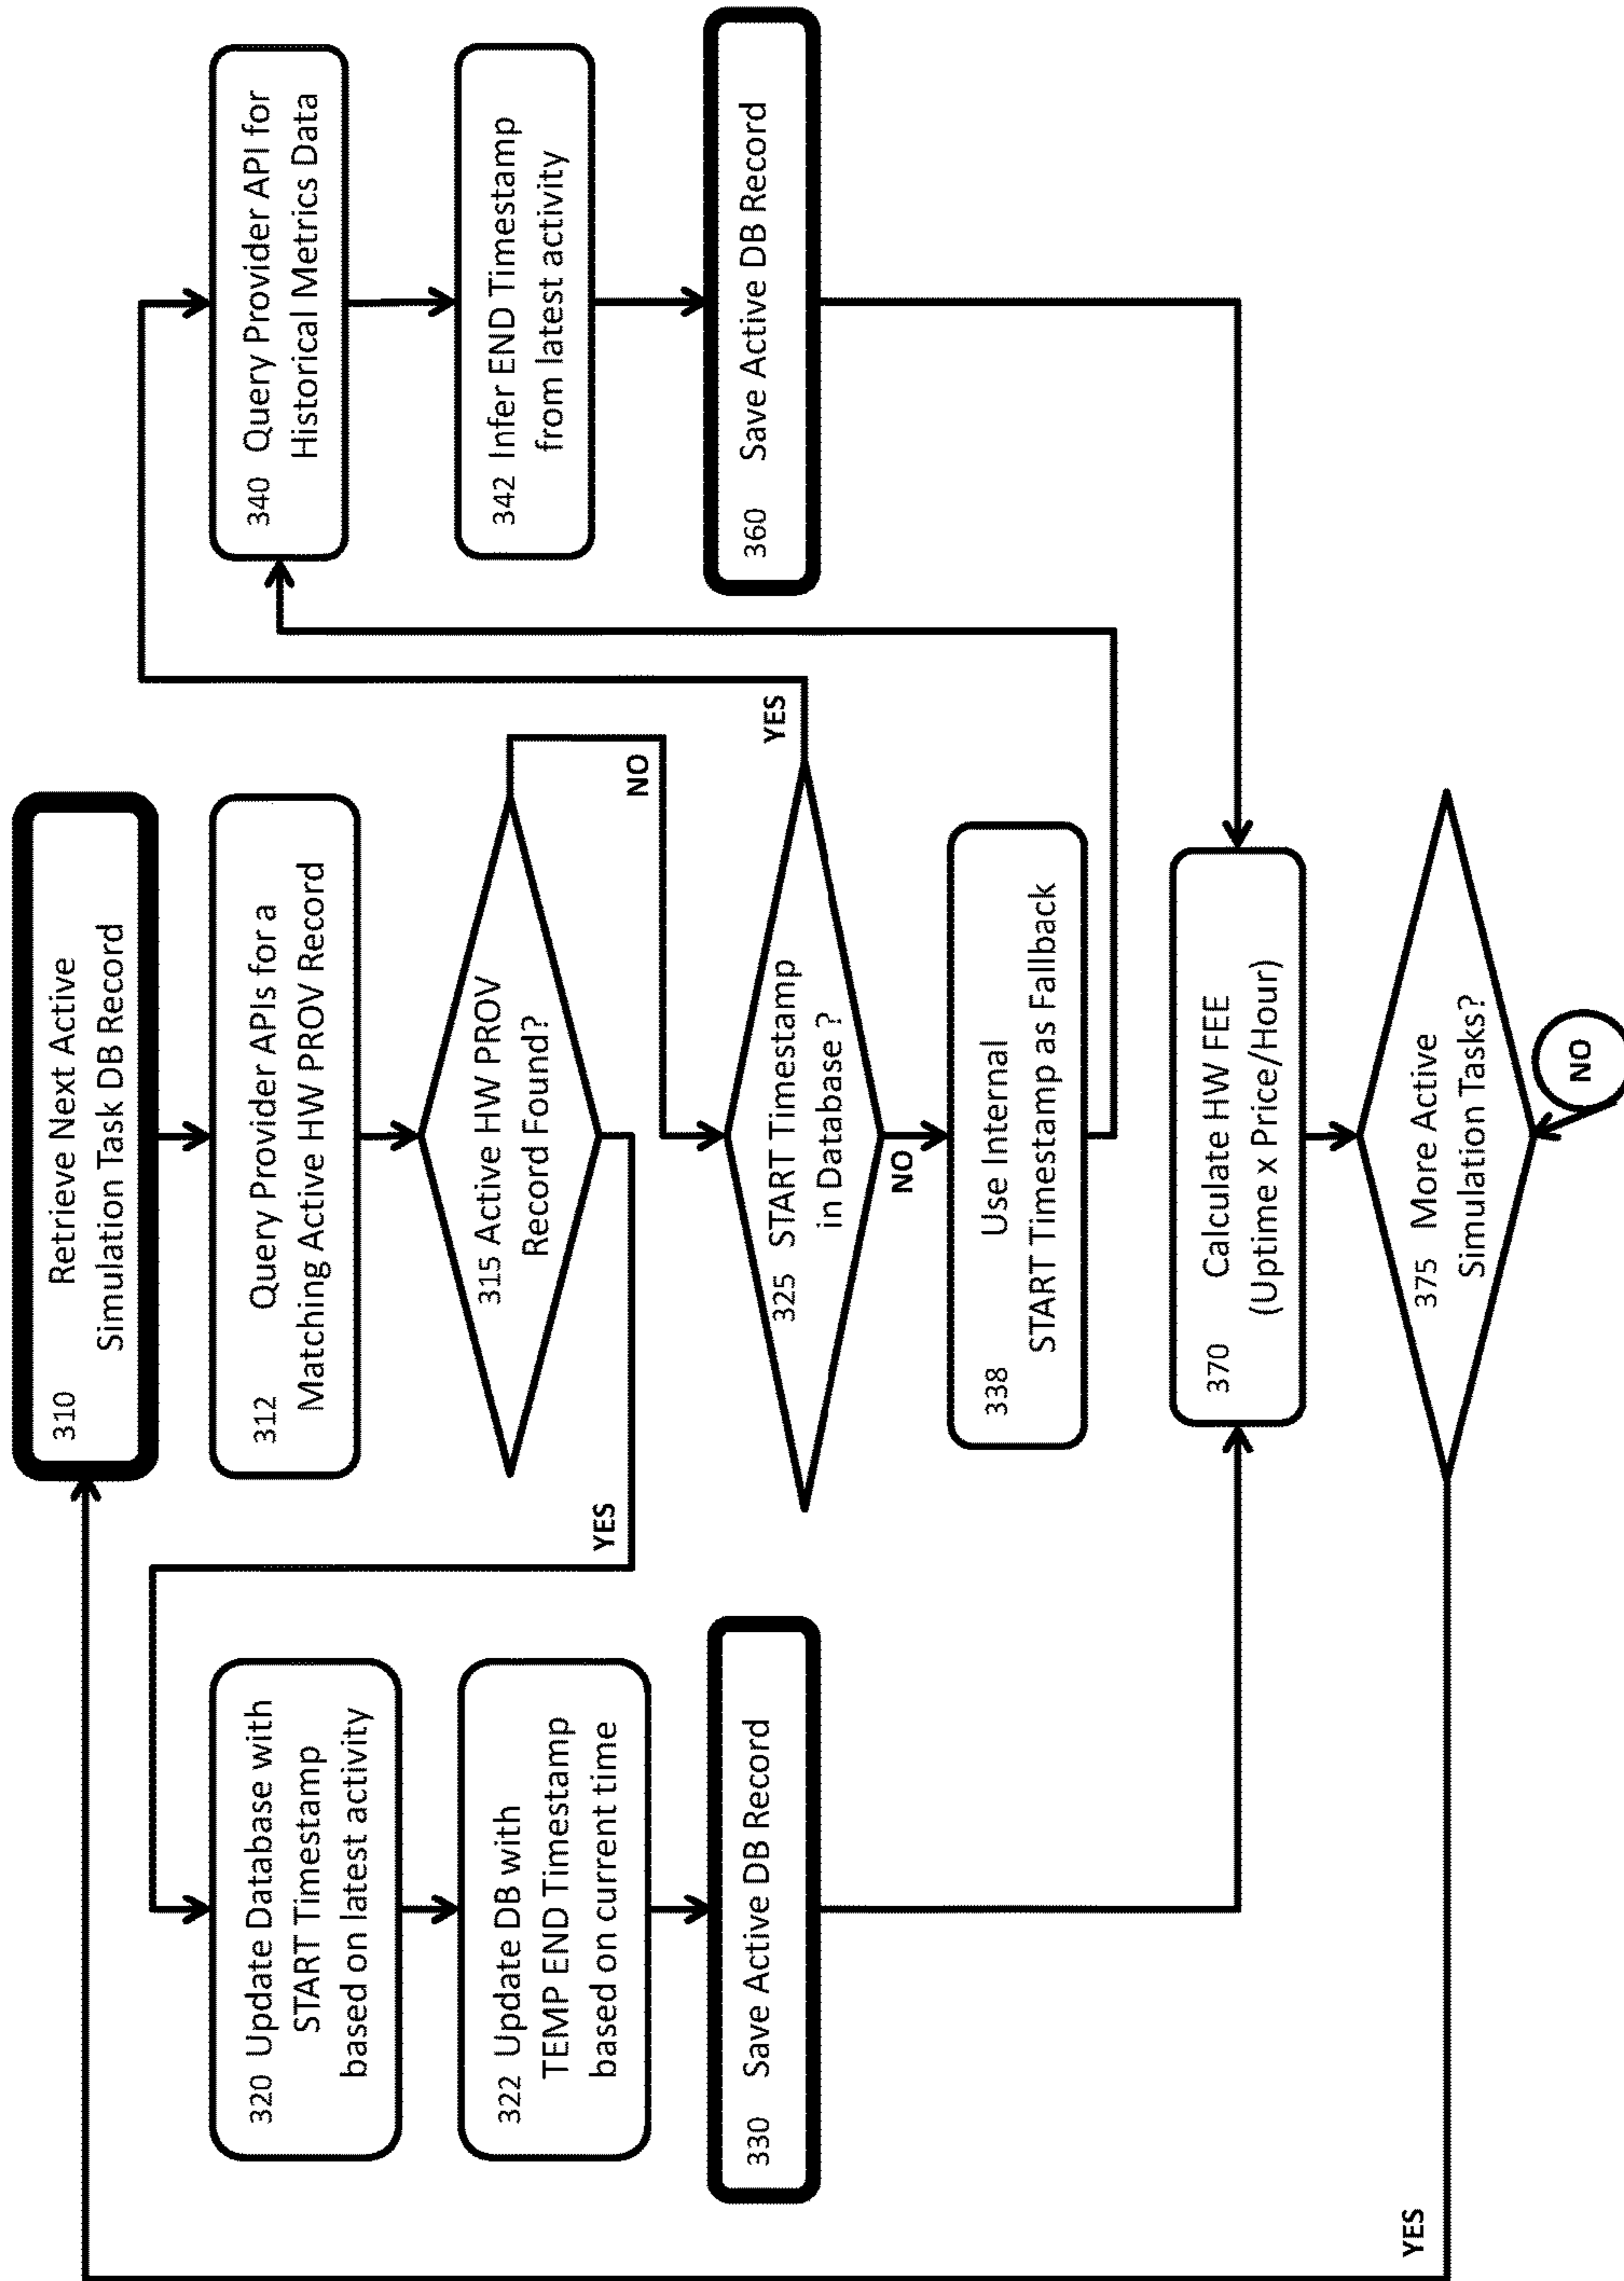 310 Retrieve Next Active
Simulation Task DB Record
312 Query Provider APIs for a
Matching Active HW PROV Record
315 Active HW PROV
Record Found?
YES
NO
320 Update Database with
START Timestamp
based on latest activity
322 Update DB with
TEMP END Timestamp
based on current time
330 Save Active DB Record
325 START Timestamp
in Database ?
YES
NO
338 Use Internal
START Timestamp as Fallback
340 Query Provider API for
Historical Metrics Data
342 Infer END Timestamp
from latest activity
360 Save Active DB Record
370 Calculate HW FEE
(Uptime x Price/Hour)
375 More Active
Simulation Tasks?
YES
NO